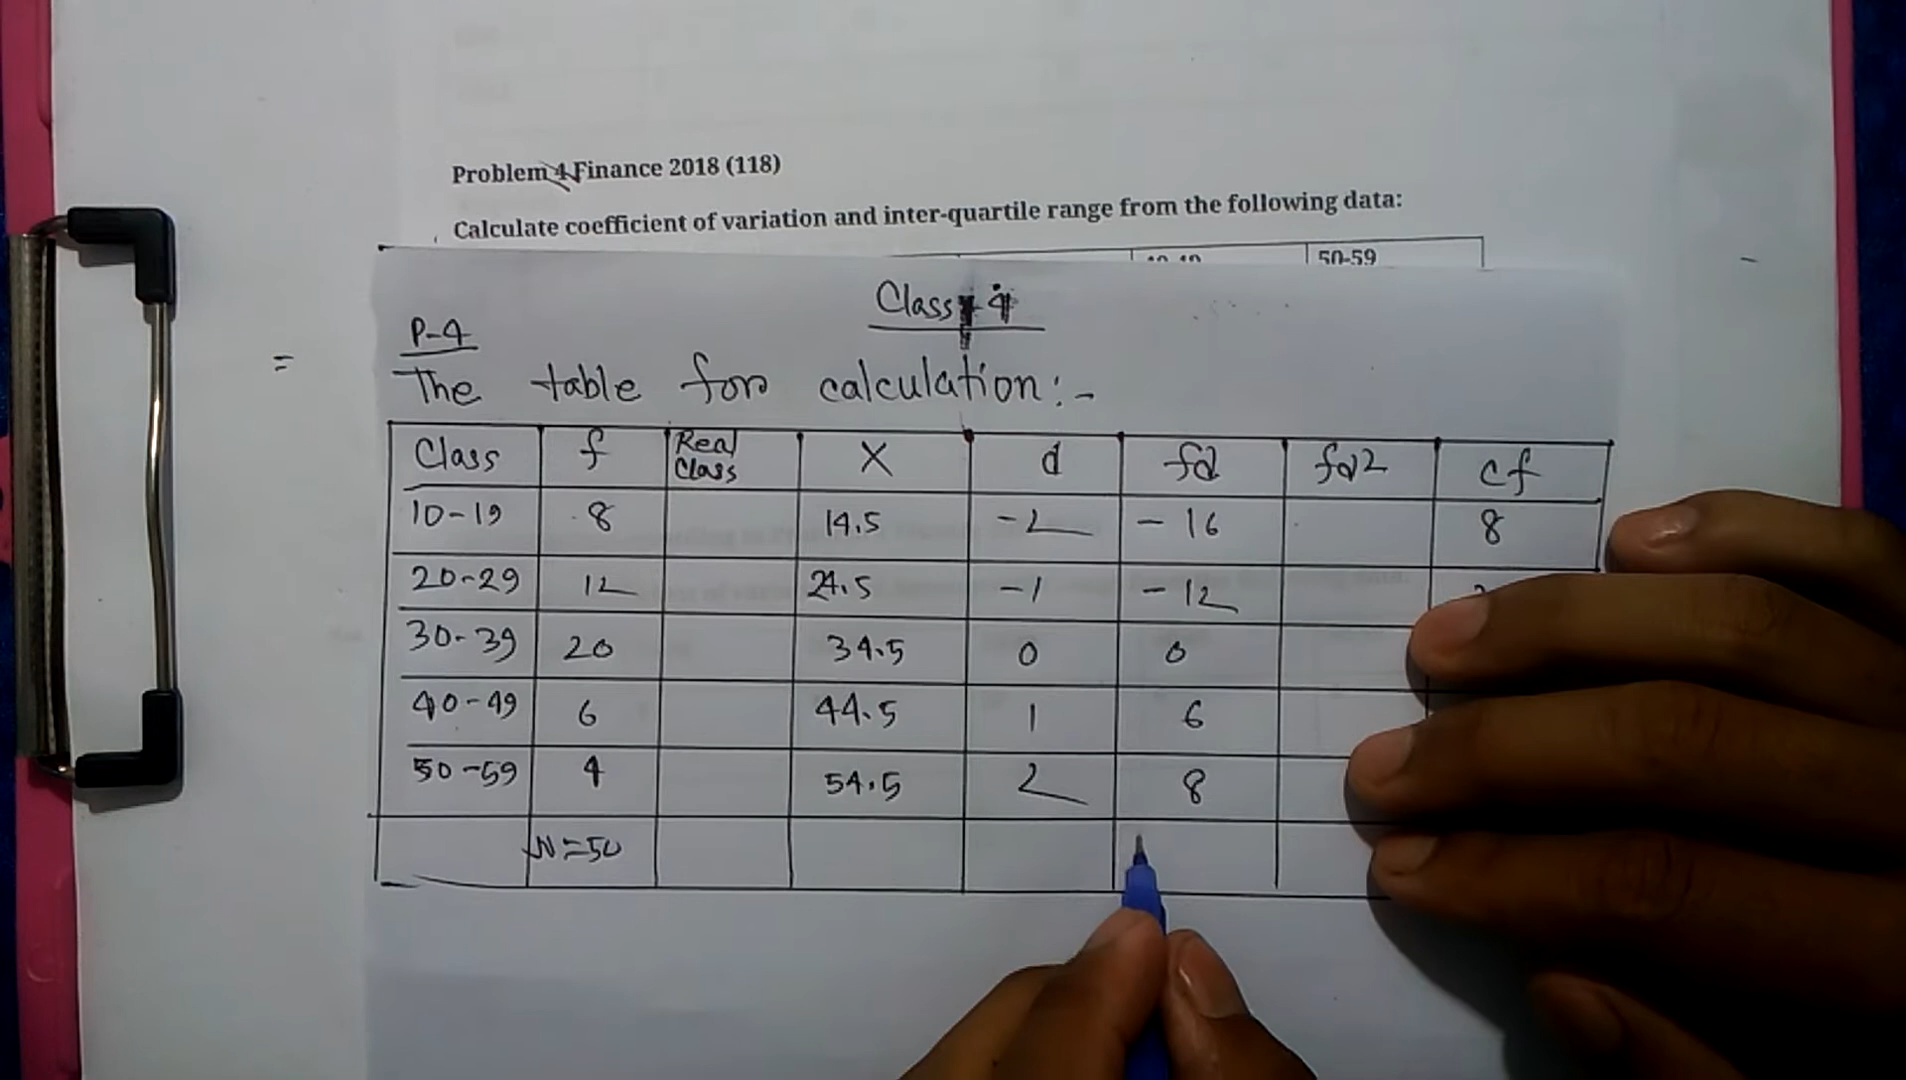 Problem 4 Finance 2018 (118)
Calculate coefficient of variation and inter-quartile range from the following data:
50-59
Class 4
P-4
=
The table for calculation:-
Class f Real Class X d fd fd2 cf
10-19 8 14.5 -2 -16 8
20-29 12 24.5 -1 -12
30-39 20 34.5 0 0
40-49 6 44.5 1 6
50-59 4 54.5 2 8
N=50